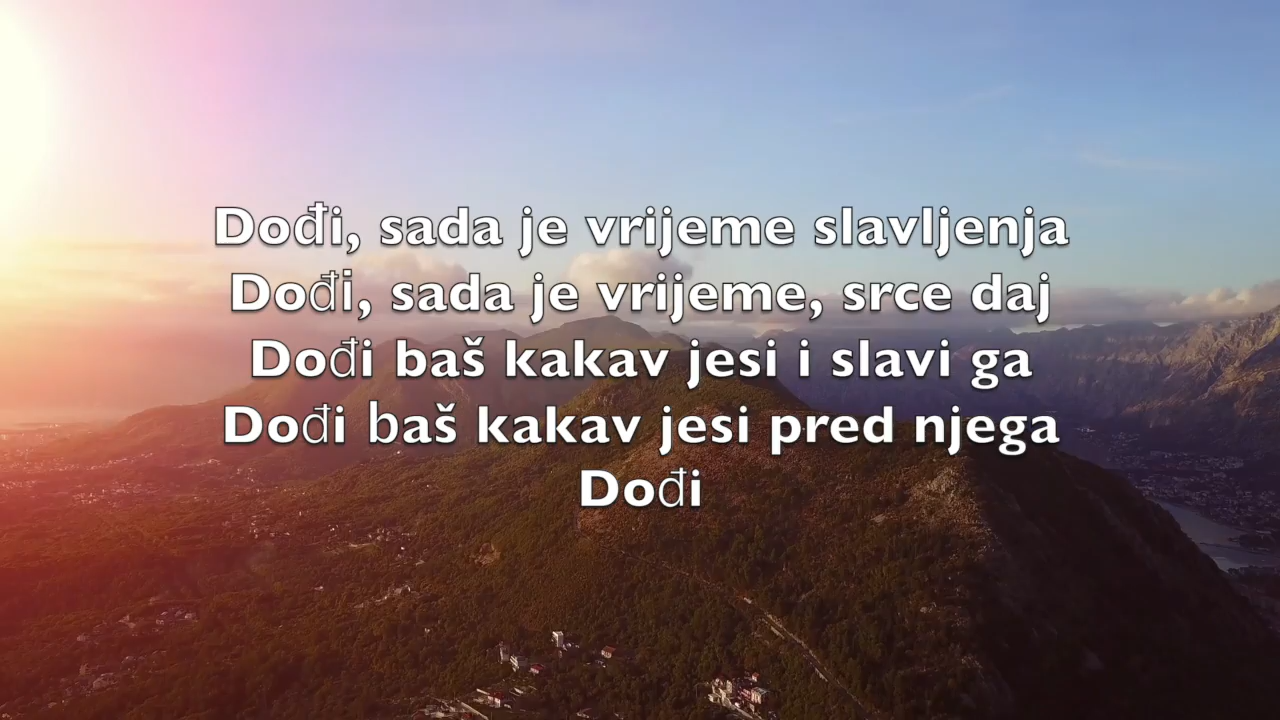 Dođi, sada je vrijeme slavljenja
Dođi, sada je vrijeme, srce daj
Dođi baš kakav jesi i slavi ga
Dođi baš kakav jesi pred njega
Dođi